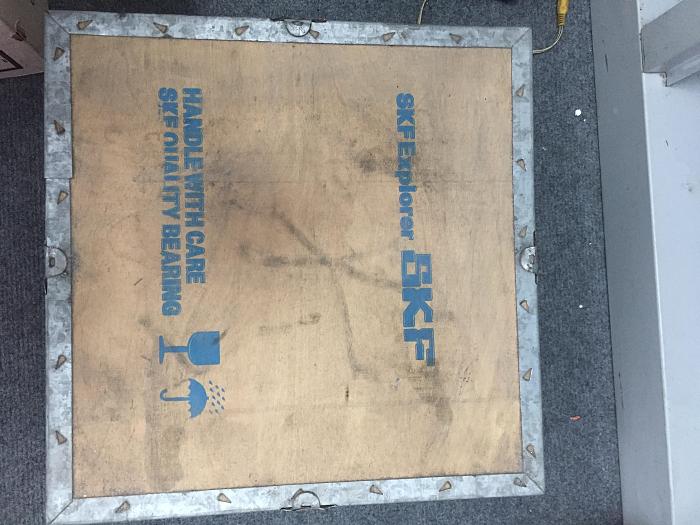 SKF Explorer SKF
HANDLE WITH CARE
SKF QUALITY BEARING